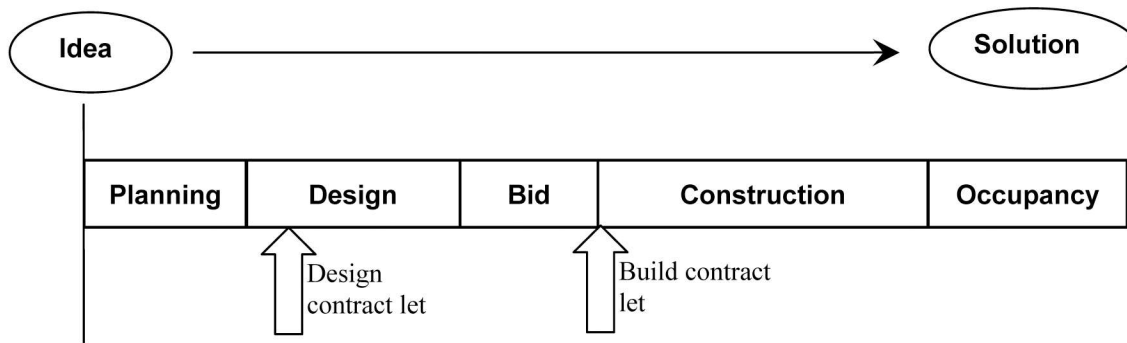 Idea
Solution
Planning
Design
Bid
Construction
Occupancy
Design
contract let
Build contract
let